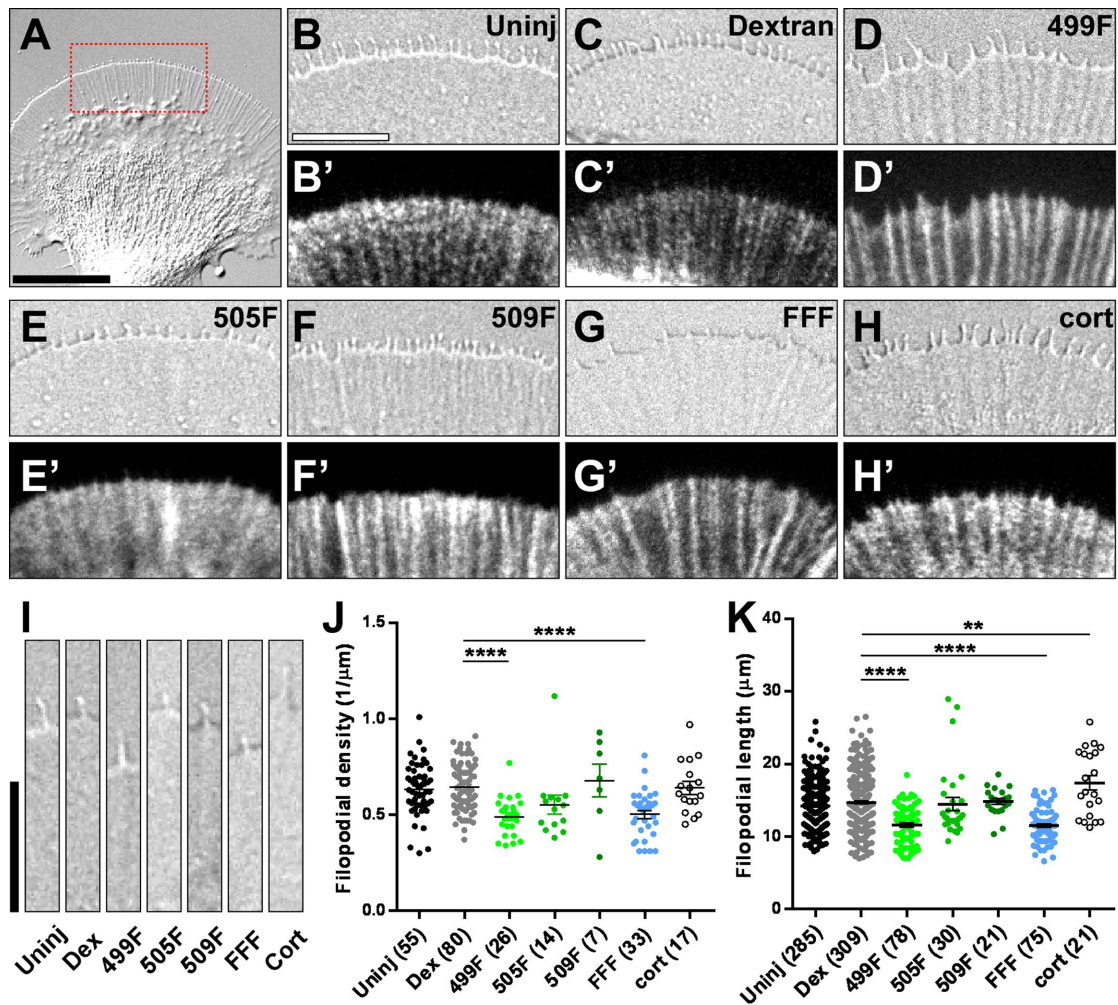 A
B Uninj
C Dextran
D 499F
B’
C’
D’
E 505F
F 509F
G FFF
H cort
E’
F’
G’
H’
I
Uninj
Dex
499F
505F
509F
FFF
Cort
J
Filopodial density (1/μm)
1.5
1.0
0.5
0.0
****
****
Uninj (55)
Dex (80)
499F (26)
505F (14)
509F (7)
FFF (33)
cort (17)
K
Filopodial length (μm)
40
30
20
10
0
**
****
****
Uninj (285)
Dex (309)
499F (78)
505F (30)
509F (21)
FFF (75)
cort (21)